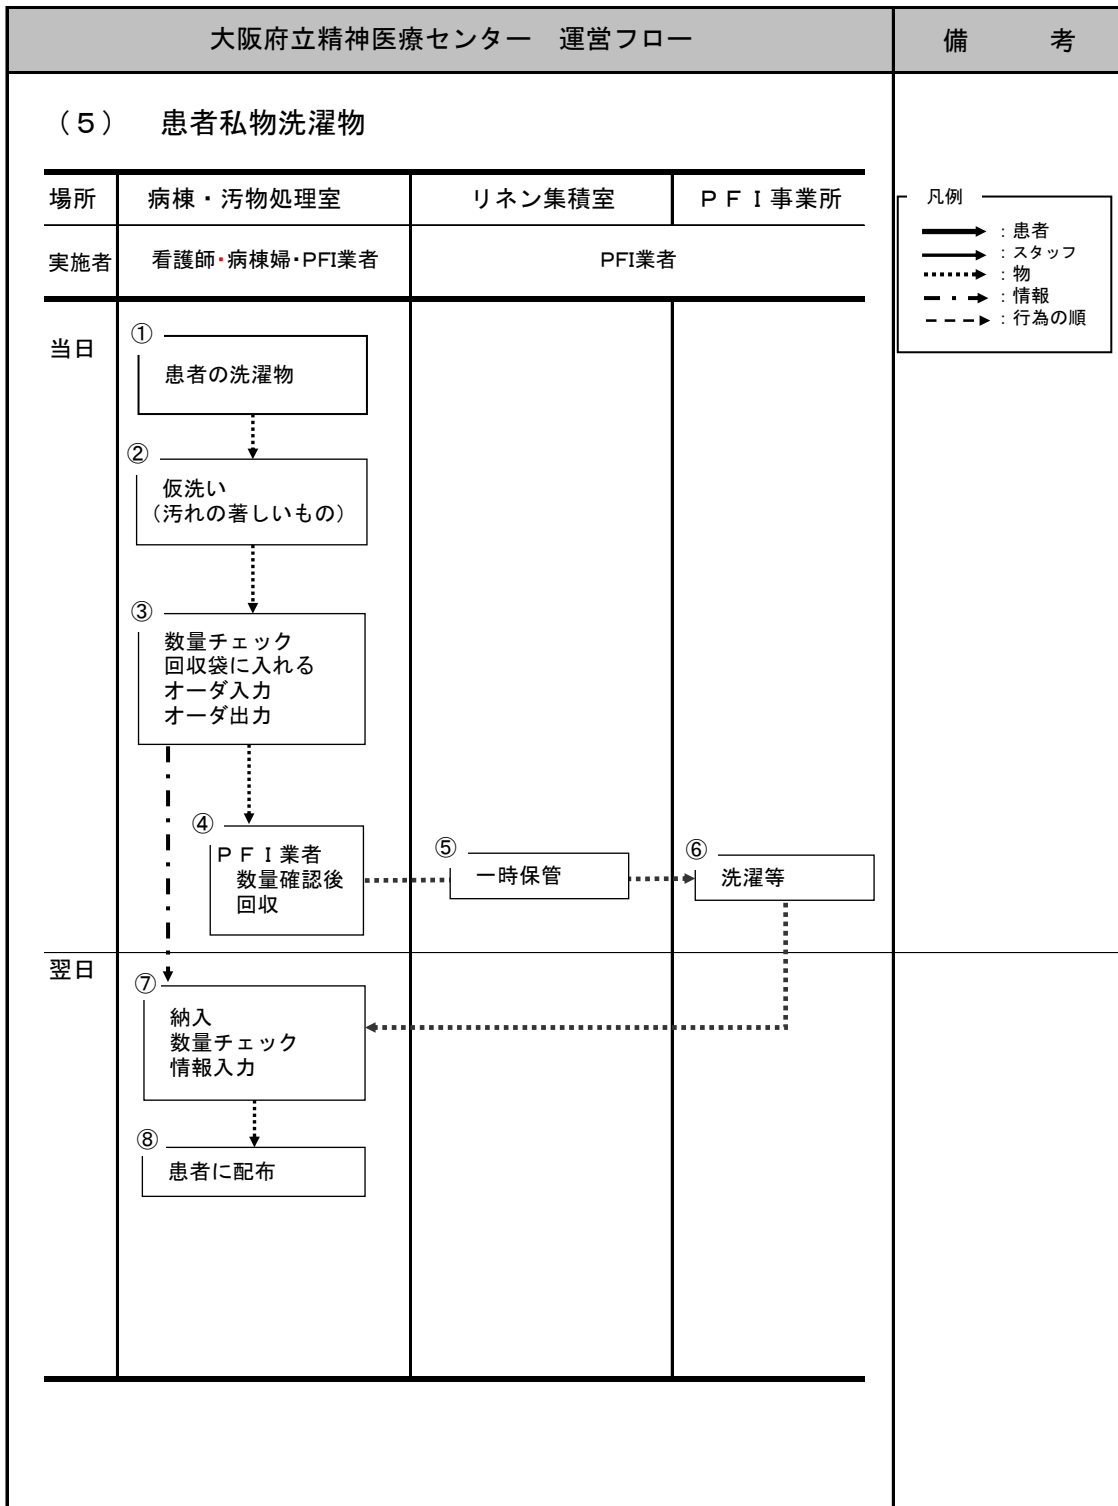 大阪府立精神医療センター　運営フロー
備　　考
（５）　患者私物洗濯物
場所
病棟・汚物処理室
リネン集積室
ＰＦＩ事業所
実施者
看護師・病棟婦・PFI業者
PFI業者
凡例
：患者
：スタッフ
：物
：情報
：行為の順
当日
①
患者の洗濯物
②
仮洗い
（汚れの著しいもの）
③
数量チェック
回収袋に入れる
オーダ入力
オーダ出力
④
ＰＦＩ業者
数量確認後
回収
⑤
一時保管
⑥
洗濯等
翌日
⑦
納入
数量チェック
情報入力
⑧
患者に配布